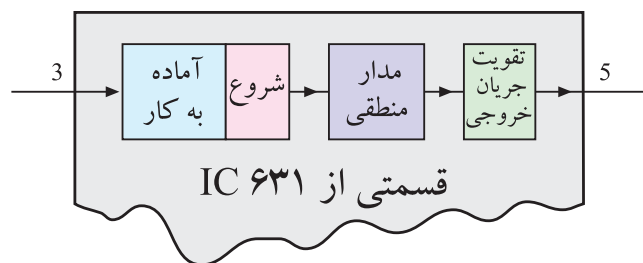 3
آماده
به کار
شروع
مدار
منطقی
تقویت
جریان
خروجی
5
قسمتی از IC ۶۳۱